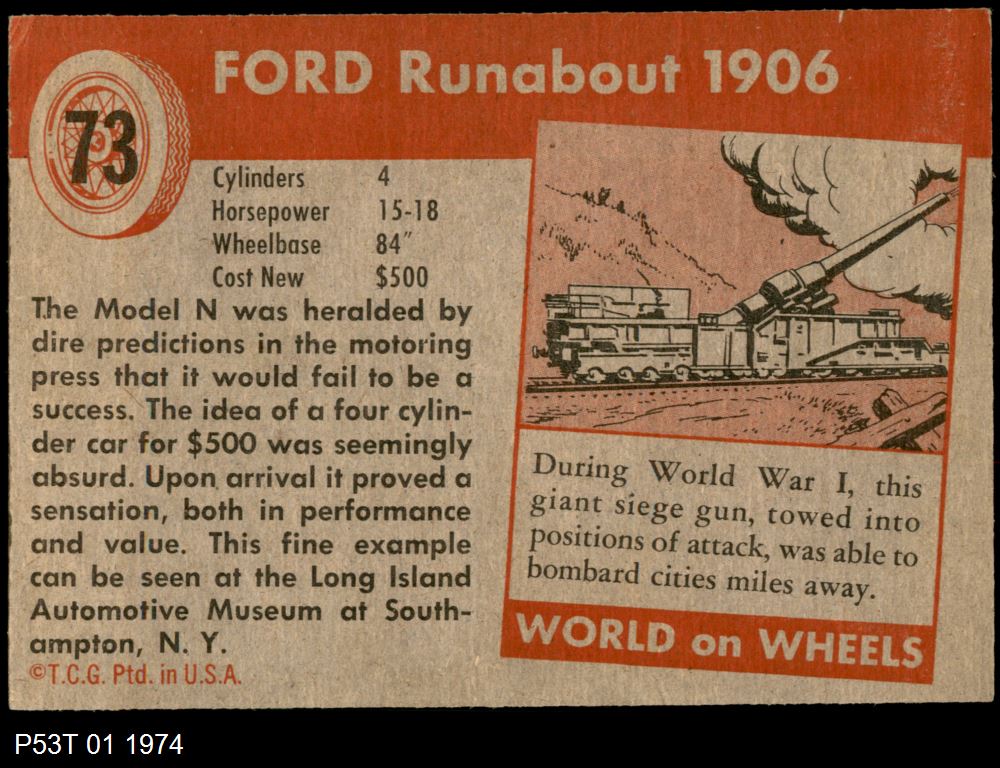 FORD Runabout 1906
73
Cylinders 4
Horsepower 15-18
Wheelbase 84"
Cost New $500
The Model N was heralded by
dire predictions in the motoring
press that it would fail to be a
success. The idea of a four cylin-
der car for $500 was seemingly
absurd. Upon arrival it proved a
sensation, both in performance
and value. This fine example
can be seen at the Long Island
Automotive Museum at South-
ampton, N. Y.
©T.C.G. Ptd. in U.S.A.
During World War I, this
giant siege gun, towed into
positions of attack, was able to
bombard cities miles away.
WORLD on WHEELS
P53T 01 1974